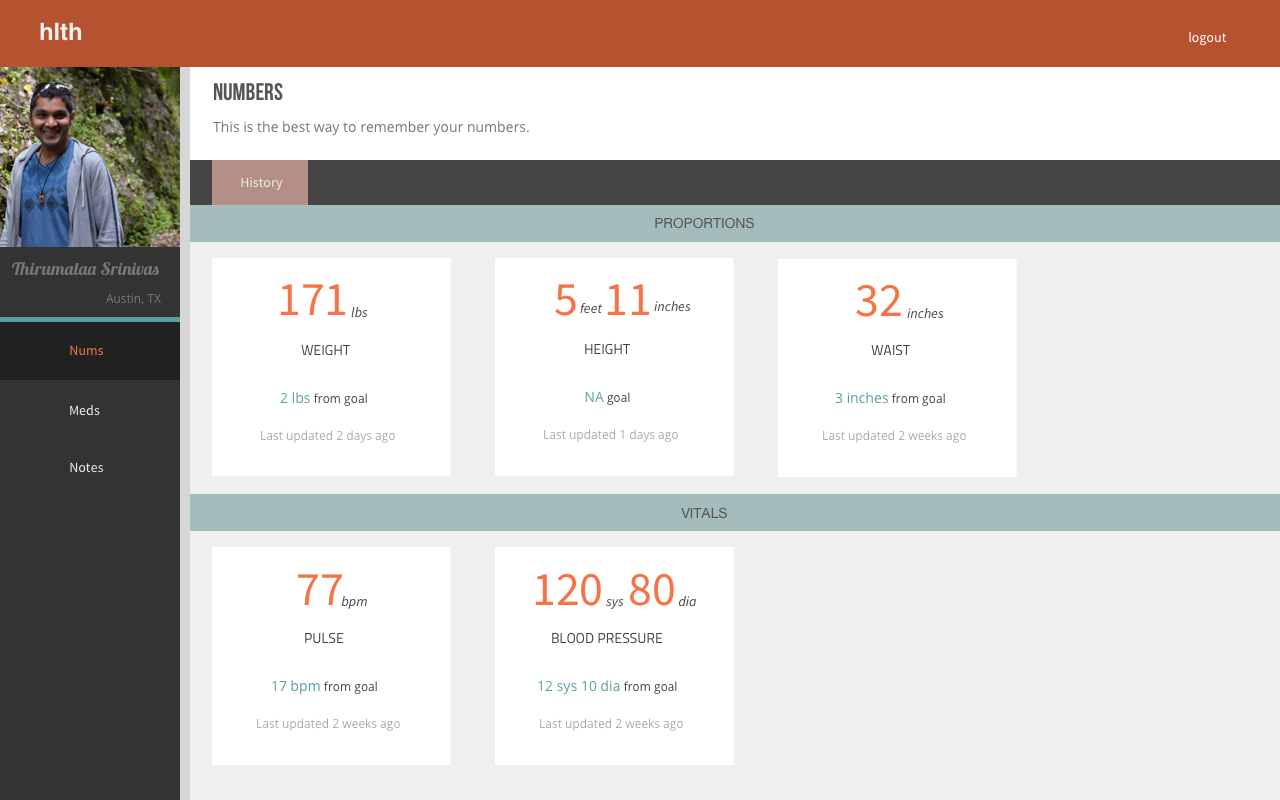 hlth
logout
NUMBERS
This is the best way to remember your numbers.
History
Thirumalaa Srinivas
Austin, TX
Nums
Meds
Notes
PROPORTIONS
171 lbs
WEIGHT
2 lbs from goal
Last updated 2 days ago
5 feet 11 inches
HEIGHT
NA goal
Last updated 1 days ago
32 inches
WAIST
3 inches from goal
Last updated 2 weeks ago
VITALS
77 bpm
PULSE
17 bpm from goal
Last updated 2 weeks ago
120 sys 80 dia
BLOOD PRESSURE
12 sys 10 dia from goal
Last updated 2 weeks ago